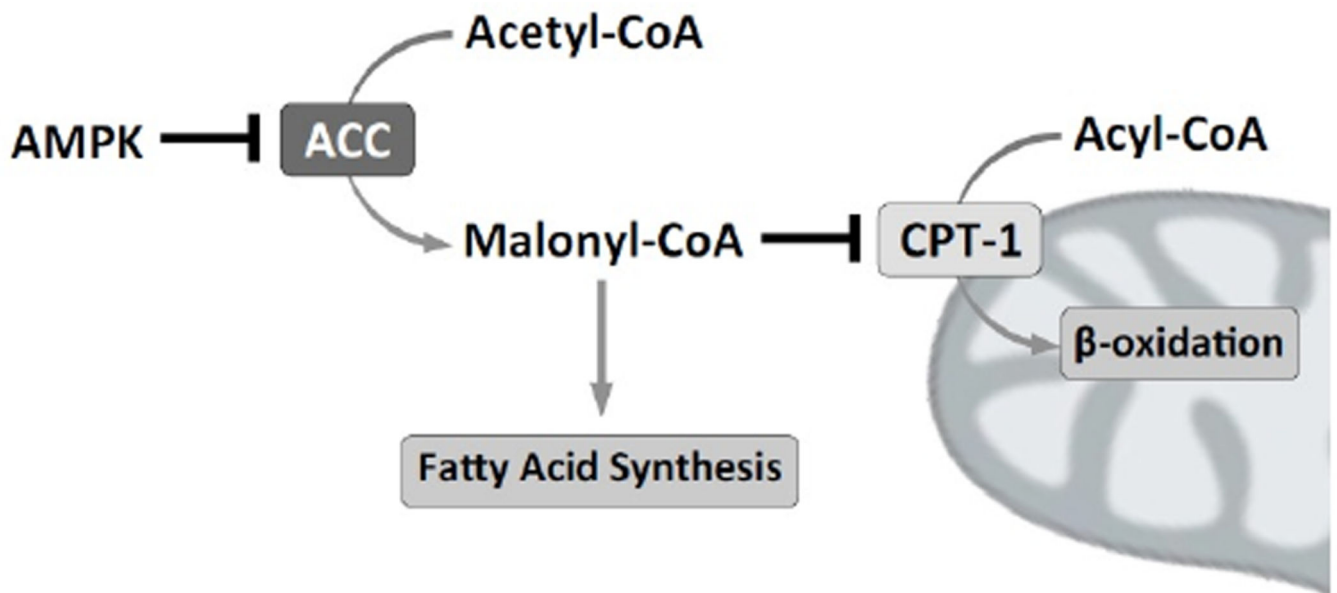 Acetyl-CoA
AMPK
ACC
Acyl-CoA
Malonyl-CoA
CPT-1
β-oxidation
Fatty Acid Synthesis